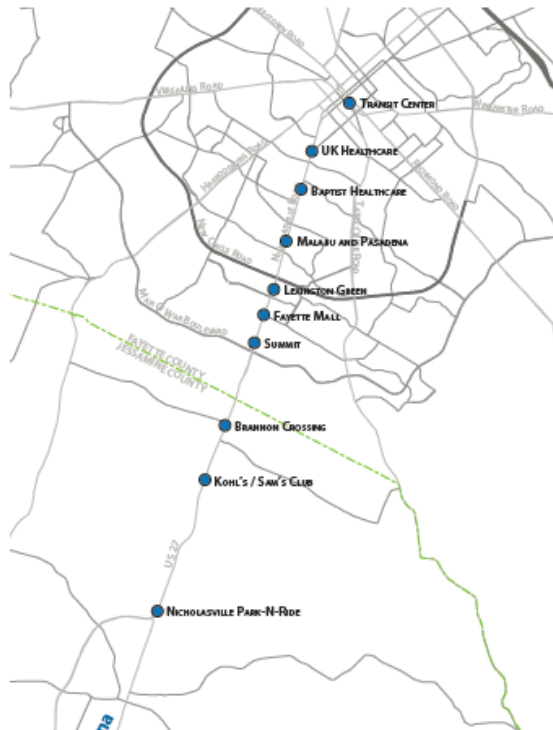 Versailles Road
Transit Center
Winchester Road
UK Healthcare
Harrodsburg Road
Richmond Road
Baptist Healthcare
Tates Creek Road
New Circle Road
Malabu and Pasadena
Lexington Green
Man O War Boulevard
Fayette Mall
Summit
Fayette County
Jessamine County
Brannon Crossing
Kohl's / Sam's Club
US 27
Nicholasville Park-N-Ride